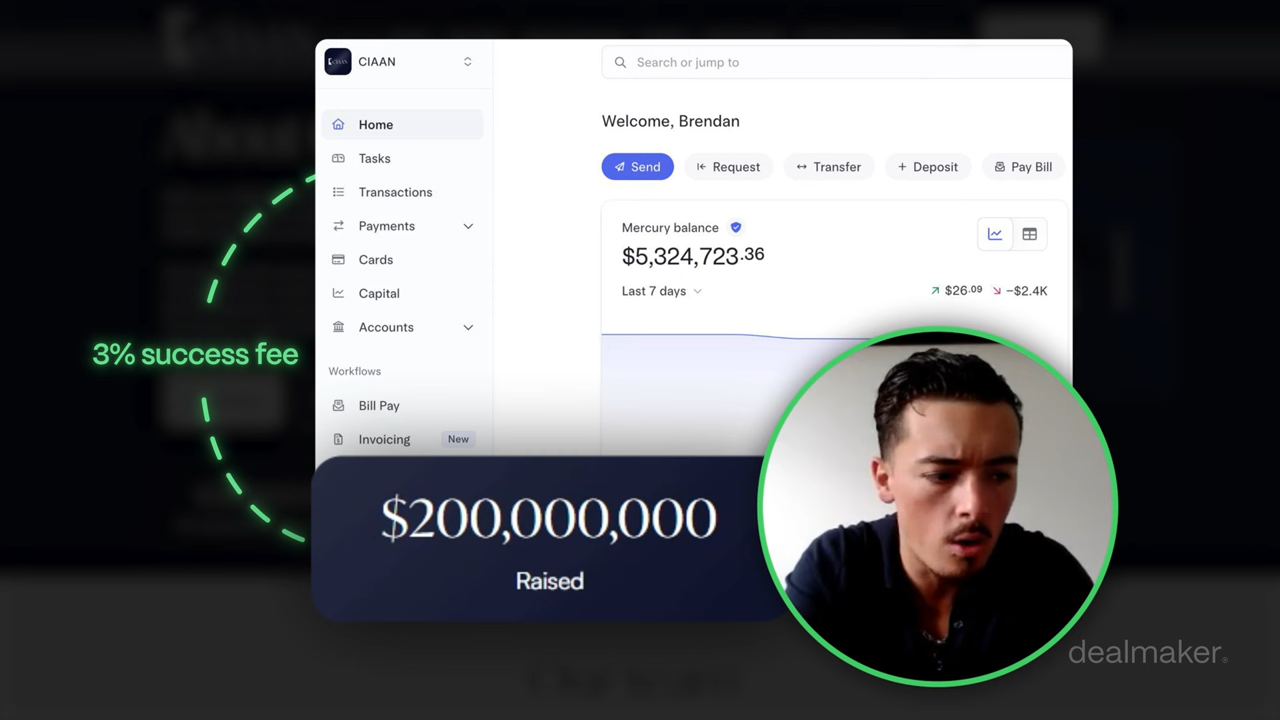 CIAAN
Search or jump to
Home
Tasks
Transactions
Payments
Cards
Capital
Accounts
Workflows
Bill Pay
Invoicing New
Welcome, Brendan
Send Request Transfer Deposit Pay Bill
Mercury balance
$5,324,723.36
Last 7 days
$26.09 −$2.4K
3% success fee
$200,000,000
Raised
dealmaker.